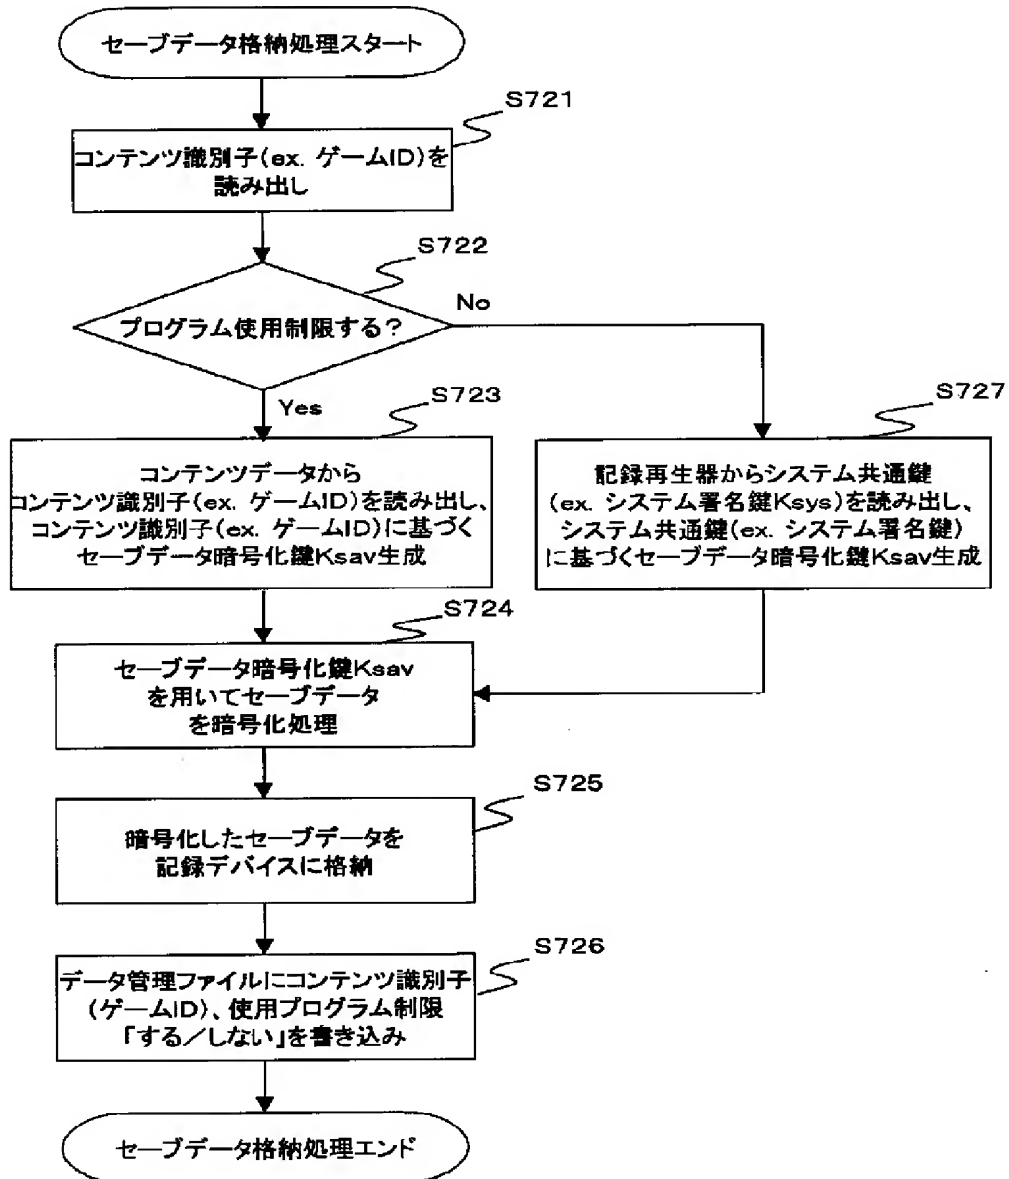 セーブデータ格納処理スタート
S721
コンテンツ識別子(ex. ゲームID)を
読み出し
S722
プログラム使用制限する?
No
Yes
S723
コンテンツデータから
コンテンツ識別子(ex. ゲームID)を読み出し、
コンテンツ識別子(ex. ゲームID)に基づく
セーブデータ暗号化鍵Ksav生成
S727
記録再生器からシステム共通鍵
(ex. システム署名鍵Ksys)を読み出し、
システム共通鍵(ex. システム署名鍵)
に基づくセーブデータ暗号化鍵Ksav生成
S724
セーブデータ暗号化鍵Ksav
を用いてセーブデータ
を暗号化処理
S725
暗号化したセーブデータを
記録デバイスに格納
S726
データ管理ファイルにコンテンツ識別子
(ゲームID)、使用プログラム制限
「する/しない」を書き込み
セーブデータ格納処理エンド